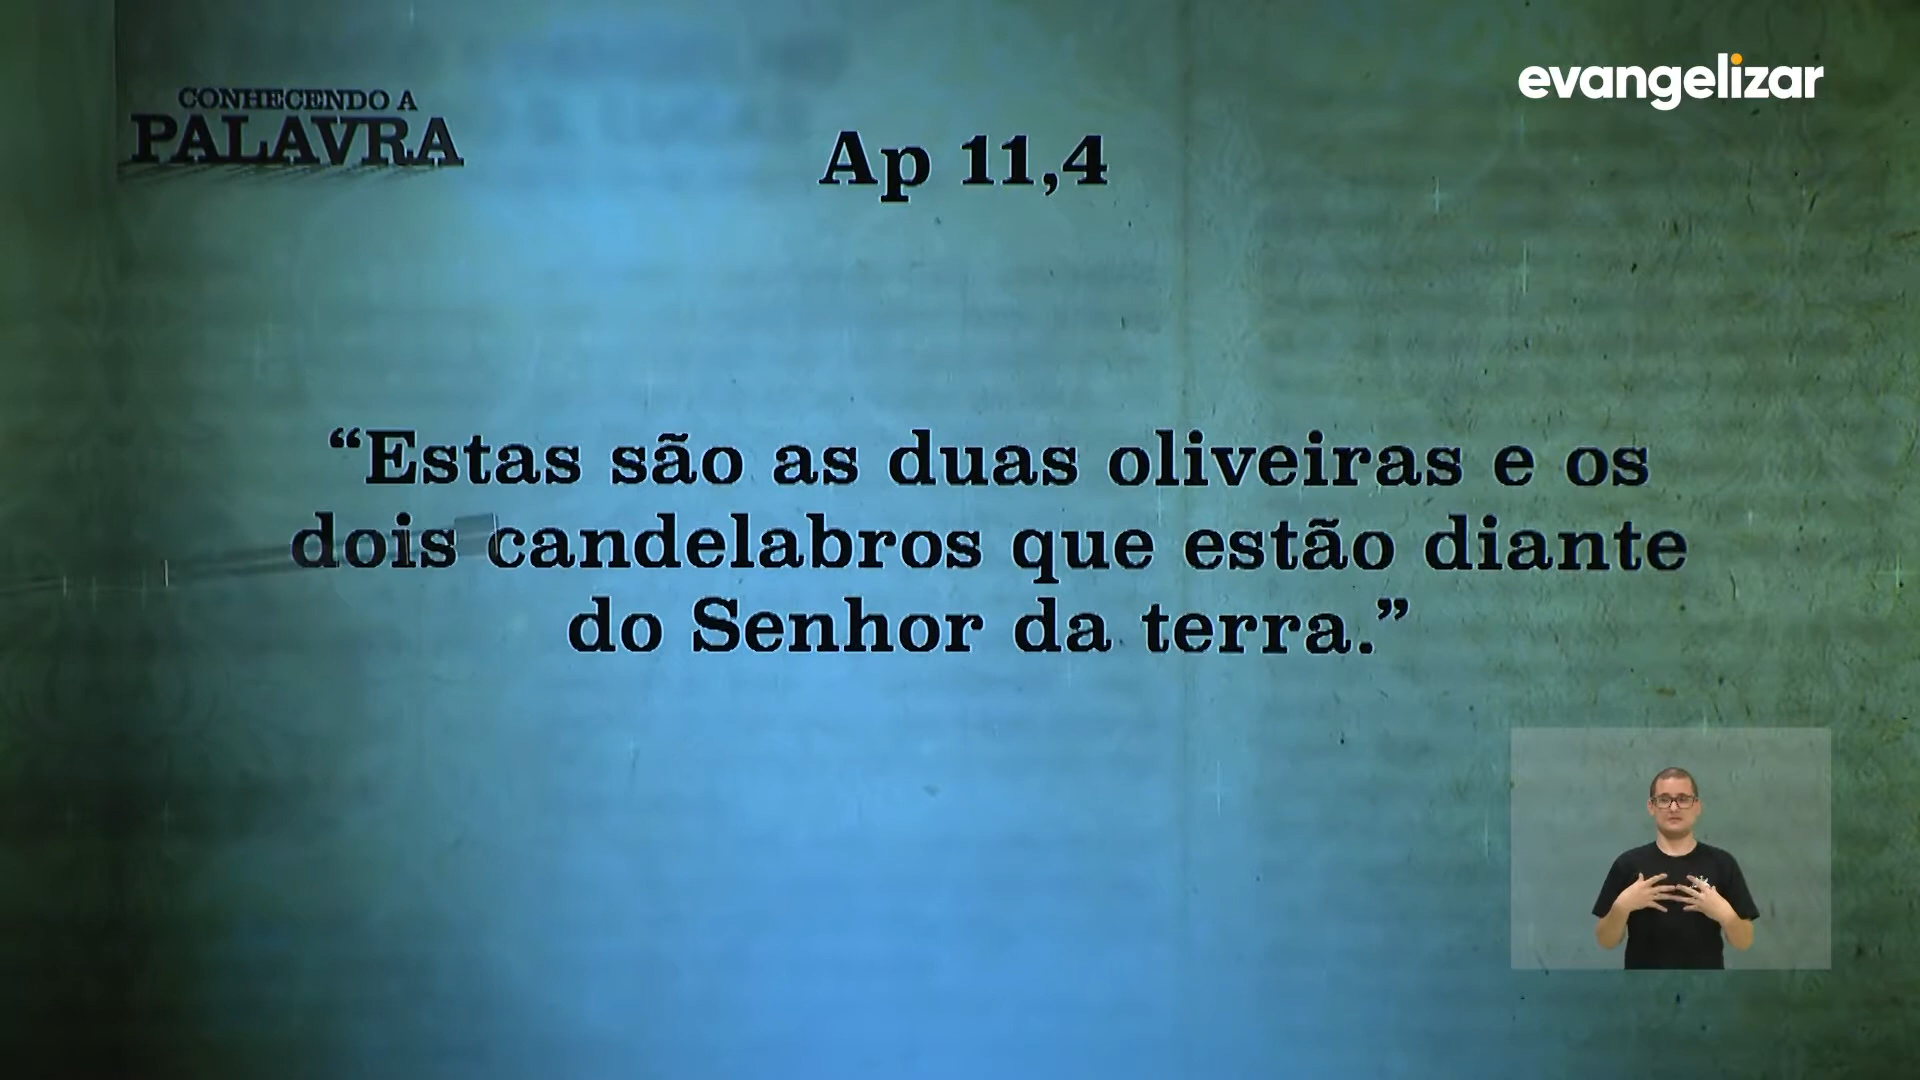 CONHECENDO A
PALAVRA
evangelizar
Ap 11,4
“Estas são as duas oliveiras e os
dois candelabros que estão diante
do Senhor da terra.”